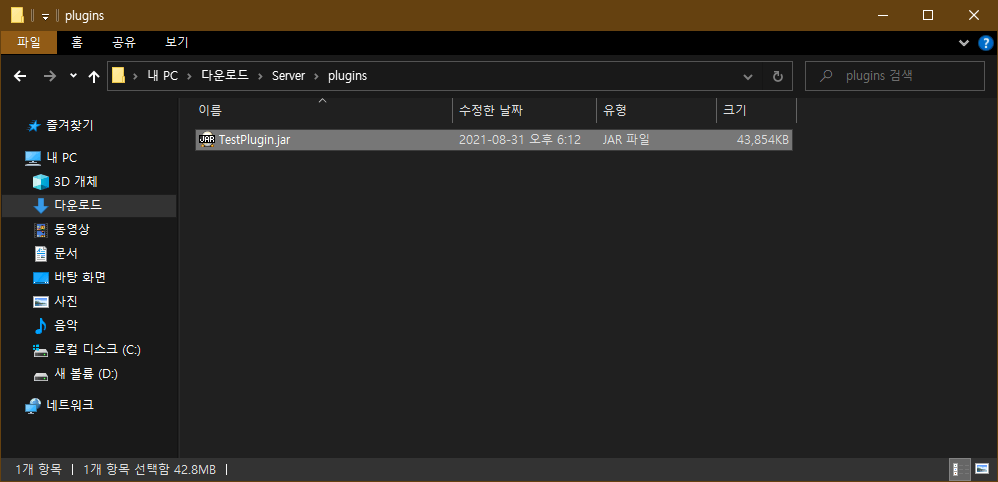 plugins
파일 홈 공유 보기
내 PC 다운로드 Server plugins
plugins 검색
이름 수정한 날짜 유형 크기
JAR TestPlugin.jar 2021-08-31 오후 6:12 JAR 파일 43,854KB
즐겨찾기
내 PC
3D 개체
다운로드
동영상
문서
바탕 화면
사진
음악
로컬 디스크 (C:)
새 볼륨 (D:)
네트워크
1개 항목 1개 항목 선택함 42.8MB